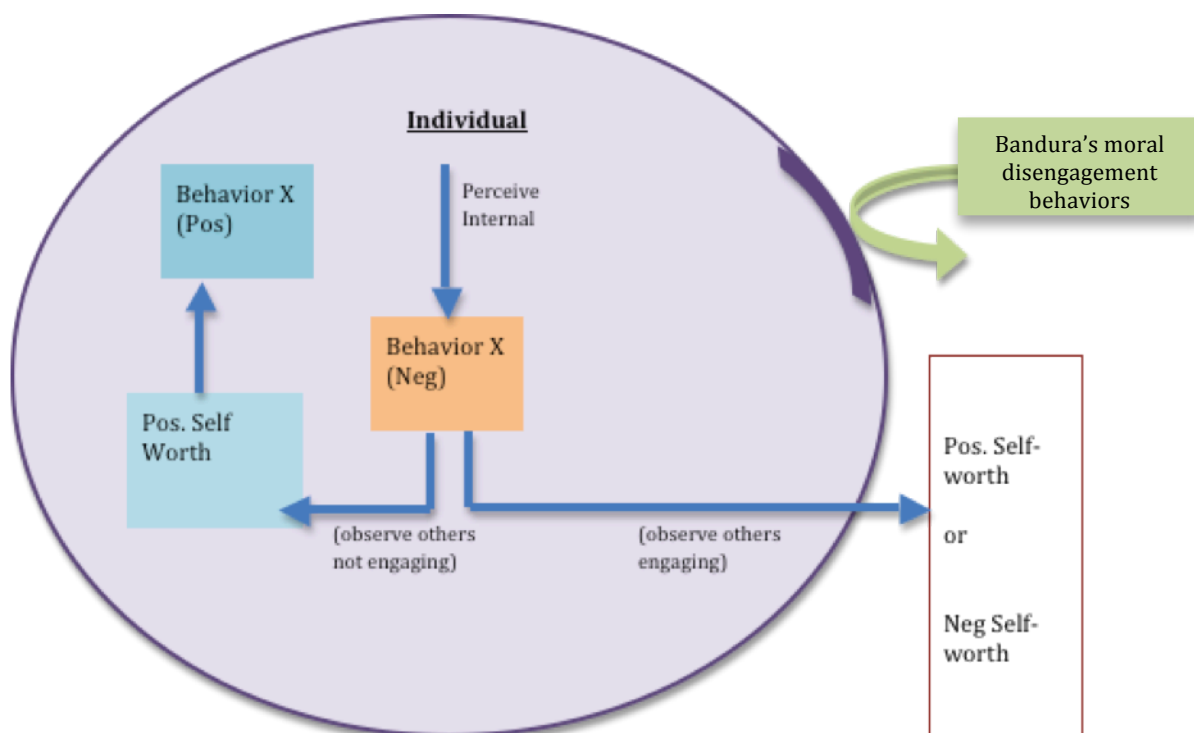 Individual
Bandura’s moral
disengagement
behaviors
Behavior X
(Pos)
Perceive
Internal
Behavior X
(Neg)
Pos. Self
Worth
(observe others
not engaging)
(observe others
engaging)
Pos. Self-
worth
or
Neg Self-
worth